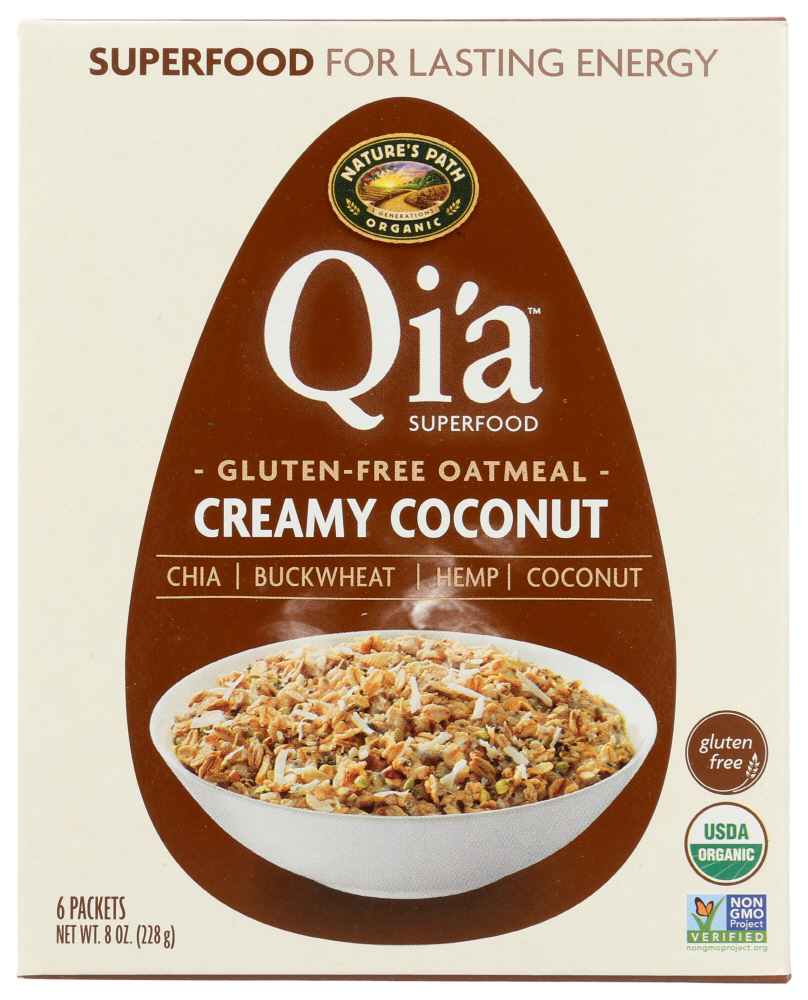 SUPERFOOD FOR LASTING ENERGY
NATURE'S PATH
3 GENERATIONS
ORGANIC
Qi'a™
SUPERFOOD
- GLUTEN-FREE OATMEAL -
CREAMY COCONUT
CHIA | BUCKWHEAT | HEMP | COCONUT
gluten
free
USDA
ORGANIC
NON
GMO
Project
VERIFIED
nongmoproject.org
6 PACKETS
NET WT. 8 OZ. (228 g)